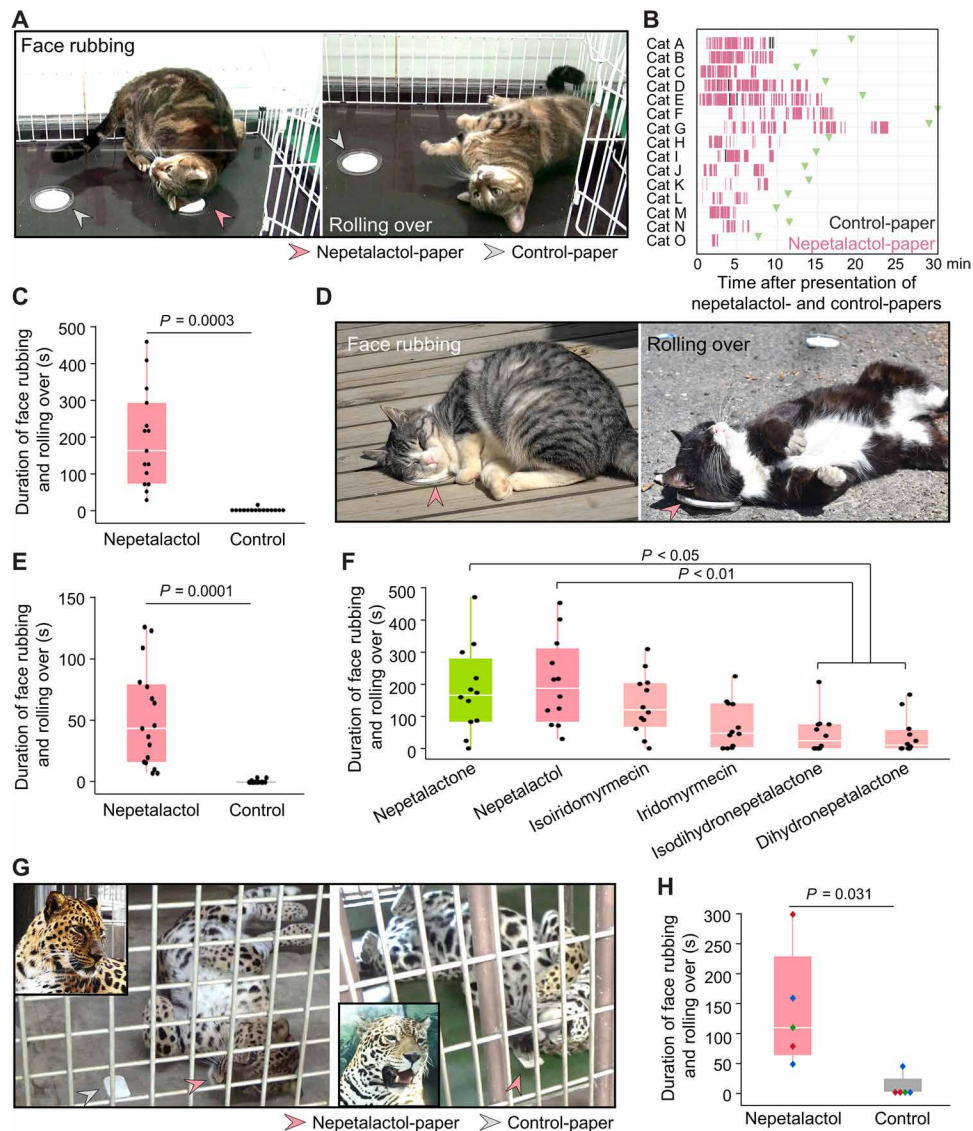 A
Face rubbing
Rolling over
Nepetalactol-paper
Control-paper
B
Cat A
Cat B
Cat C
Cat D
Cat E
Cat F
Cat G
Cat H
Cat I
Cat J
Cat K
Cat L
Cat M
Cat N
Cat O
Control-paper
Nepetalactol-paper
0 5 10 15 20 25 30 min
Time after presentation of
nepetalactol- and control-papers
C
P = 0.0003
Duration of face rubbing
and rolling over (s)
500
400
300
200
100
0
Nepetalactol Control
D
Face rubbing
Rolling over
E
P = 0.0001
Duration of face rubbing
and rolling over (s)
150
100
50
0
Nepetalactol Control
F
P < 0.05
P < 0.01
Duration of face rubbing
and rolling over (s)
500
400
300
200
100
0
Nepetalactone
Nepetalactol
Isoiridomyrmecin
Iridomyrmecin
Isodihydronepetalactone
Dihydronepetalactone
G
Nepetalactol-paper
Control-paper
H
P = 0.031
Duration of face rubbing
and rolling over (s)
300
250
200
150
100
50
0
Nepetalactol Control